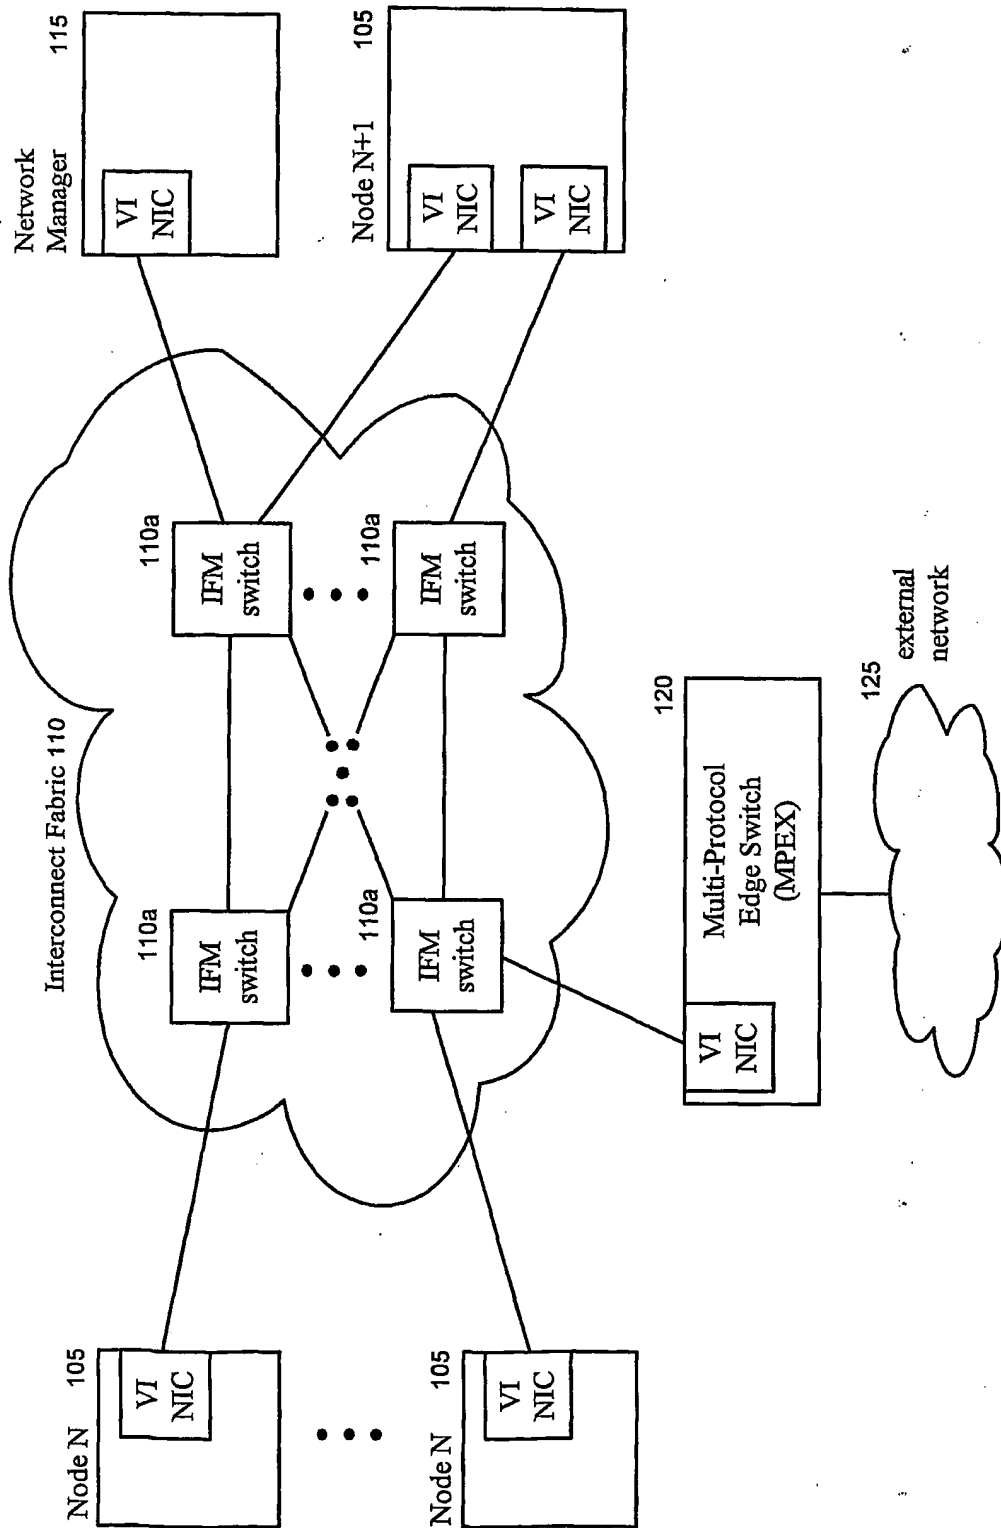 Node N 105
VI
NIC
Node N 105
VI
NIC
Interconnect Fabric 110
110a
IFM
switch
110a
IFM
switch
110a
IFM
switch
110a
IFM
switch
Network
Manager 115
VI
NIC
Node N+1 105
VI
NIC
VI
NIC
120
Multi-Protocol
Edge Switch
(MPEX)
VI
NIC
125
external
network